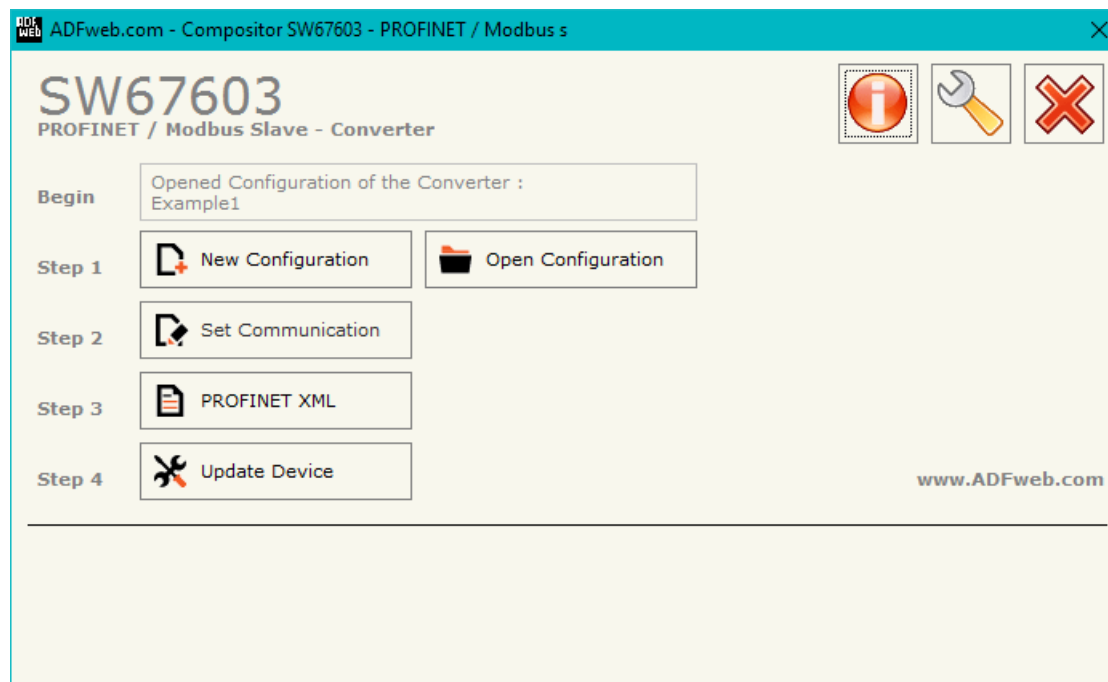 ADF WEB ADFweb.com - Compositor SW67603 - PROFINET / Modbus s
SW67603
PROFINET / Modbus Slave - Converter
Begin
Opened Configuration of the Converter :
Example1
Step 1
New Configuration
Open Configuration
Step 2
Set Communication
Step 3
PROFINET XML
Step 4
Update Device
www.ADFweb.com